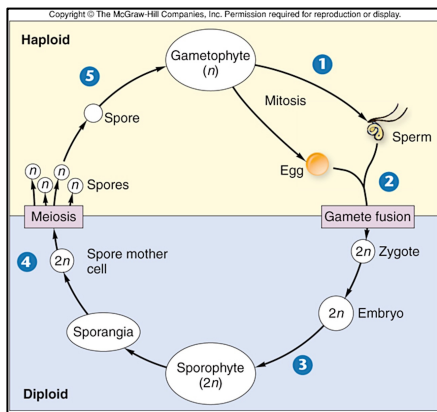 Copyright © The McGraw-Hill Companies, Inc. Permission required for reproduction or display.
Haploid
Gametophyte
(n)
1
5
Mitosis
Spore
Sperm
Egg
n
n
n
n
Spores
2
Meiosis
Gamete fusion
4
2n
Spore mother
cell
2n
Zygote
2n
Embryo
Sporangia
3
Sporophyte
(2n)
Diploid